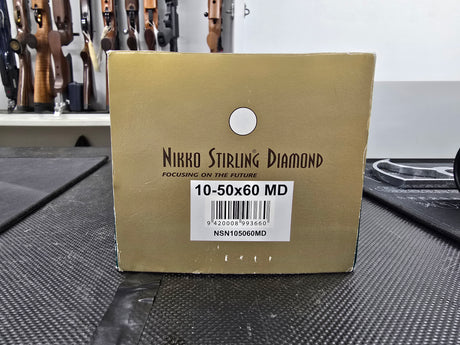 NIKKO STIRLING® DIAMOND
FOCUSING ON THE FUTURE
10-50x60 MD
9 420008 993660
NSN105060MD